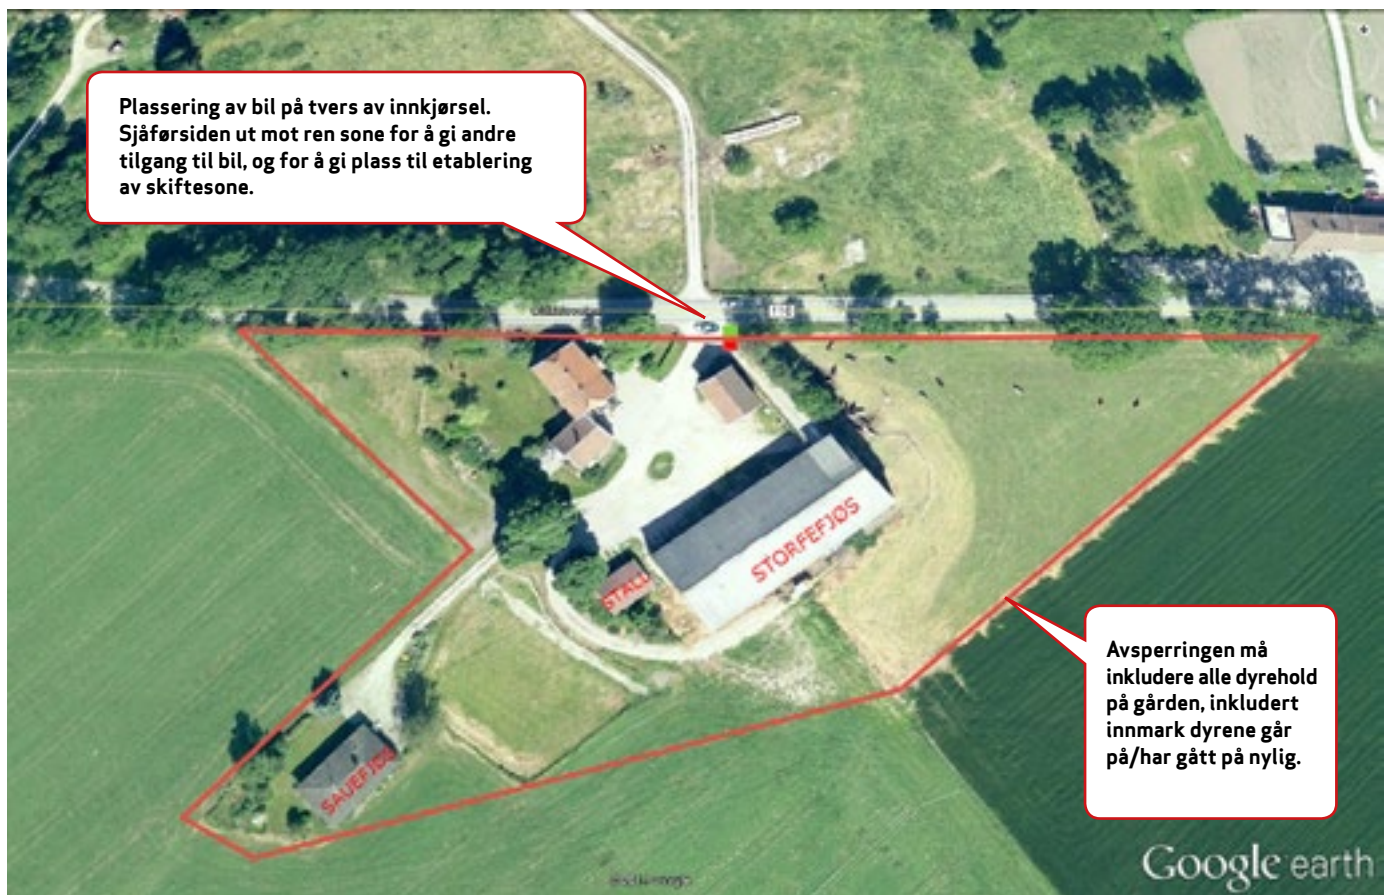 Plassering av bil på tvers av innkjørsel.
Sjåførsiden ut mot ren sone for å gi andre
tilgang til bil, og for å gi plass til etablering
av skiftesone.
STORFEFJØS
STALL
SAUEFJØS
Avsperringen må
inkludere alle dyrehold
på gården, inkludert
innmark dyrene går
på/har gått på nylig.
Google earth